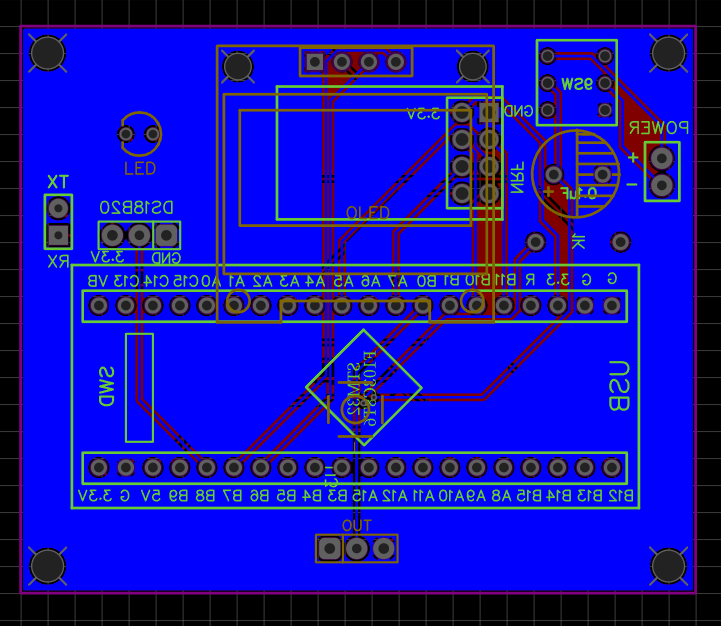 SW6
3.3V
GND
POWER
+
−
LED
NRF
TX
DS18B20
OLED
+
0.1uF
RX
3.3V
GND
1K
VB C13 C14 C15 A0 A1 A2 A3 A4 A5 A6 A7 B0 B1 B10 B11 R 3.3 G G
SWD
STM32
F103C8T6
USB
3.3V G 5V B9 B8 B7 B6 B5 B4 B3 A15 A12 A11 A10 A9 A8 B15 B14 B13 B12
OUT